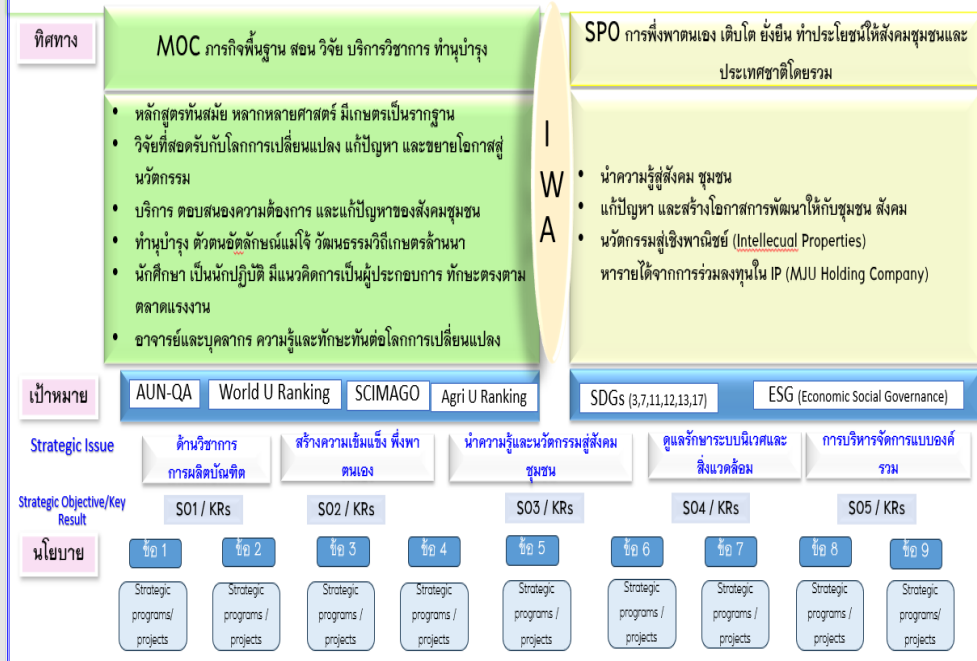 ทิศทาง
MOC ภารกิจพื้นฐาน สอน วิจัย บริการวิชาการ ทำนุบำรุง
I
W
A
SPO การพึ่งพาตนเอง เติบโต ยั่งยืน ทำประโยชน์ให้สังคมชุมชนและ
ประเทศชาติโดยรวม
• หลักสูตรทันสมัย หลากหลายศาสตร์ มีเกษตรเป็นรากฐาน
• วิจัยที่สอดรับกับโลกการเปลี่ยนแปลง แก้ปัญหา และขยายโอกาสสู่
นวัตกรรม
• บริการ ตอบสนองความต้องการ และแก้ปัญหาของสังคมชุมชน
• ทำนุบำรุง ตัวตนอัตลักษณ์แม่โจ้ วัฒนธรรมวิถีเกษตรล้านนา
• นักศึกษา เป็นนักปฏิบัติ มีแนวคิดการเป็นผู้ประกอบการ ทักษะตรงตาม
ตลาดแรงงาน
• อาจารย์และบุคลากร ความรู้และทักษะทันต่อโลกการเปลี่ยนแปลง
• นำความรู้สู่สังคม ชุมชน
• แก้ปัญหา และสร้างโอกาสการพัฒนาให้กับชุมชน สังคม
• นวัตกรรมสู่เชิงพาณิชย์ (Intellecual Properties)
หารายได้จากการร่วมลงทุนใน IP (MJU Holding Company)
เป้าหมาย
AUN-QA
World U Ranking
SCIMAGO
Agri U Ranking
SDGs (3,7,11,12,13,17)
ESG (Economic Social Governance)
Strategic Issue
ด้านวิชาการ
การผลิตบัณฑิต
สร้างความเข้มแข็ง พึ่งพา
ตนเอง
นำความรู้และนวัตกรรมสู่สังคม
ชุมชน
ดูแลรักษาระบบนิเวศและ
สิ่งแวดล้อม
การบริหารจัดการแบบองค์
รวม
Strategic Objective/Key
Result
SO1 / KRs
SO2 / KRs
SO3 / KRs
SO4 / KRs
SO5 / KRs
นโยบาย
ข้อ 1
ข้อ 2
ข้อ 3
ข้อ 4
ข้อ 5
ข้อ 6
ข้อ 7
ข้อ 8
ข้อ 9
Strategic
programs/
projects
Strategic
programs /
projects
Strategic
programs /
projects
Strategic
programs /
projects
Strategic
programs /
projects
Strategic
programs /
projects
Strategic
programs /
projects
Strategic
programs /
projects
Strategic
programs/
projects